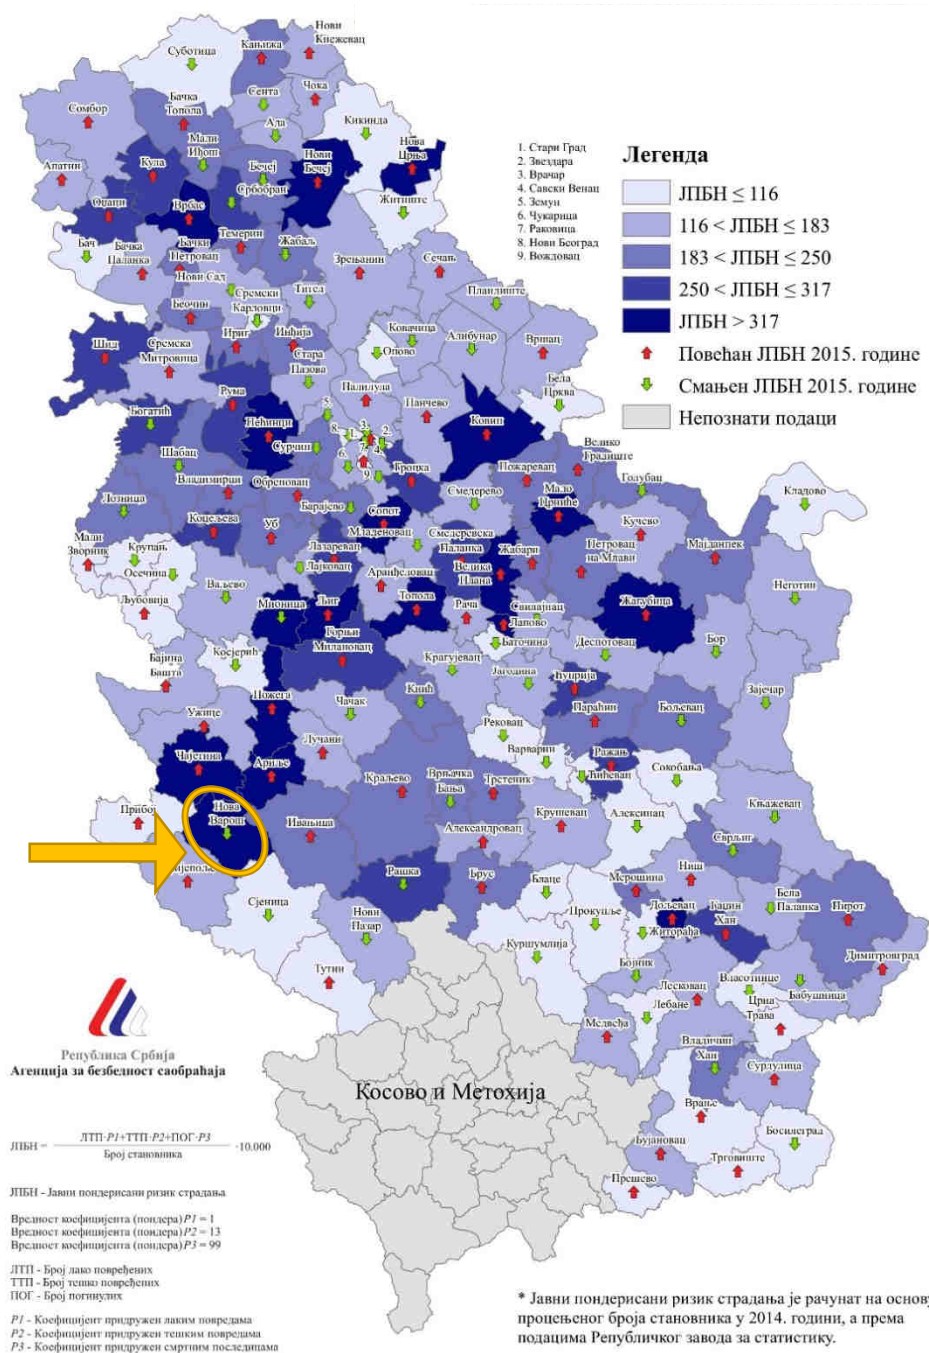 Нови
Кнежевац
Суботица
Кањижа
Сента
Чока
Сомбор
Бачка
Топола
Ада
Кикинда
Мали
Иђош
Нова
Црња
Апатин
Кула
Бечеј
Нови
Бечеј
Оџаци
Србобран
Врбас
Житиште
Бач
Бачка
Паланка
Бачки
Петровац
Темерин
Жабаљ
Зрењанин
Сечањ
Нови Сад
Сремски
Карловци
Тител
Пландиште
Беочин
Ириг
Инђија
Ковачица
Опово
Алибунар
Вршац
Шид
Сремска
Митровица
Стара
Пазова
Бела
Црква
Рума
Палилула
Панчево
Ковин
Богатић
Пећинци
Сурчин
5.
8.
1.
3.
2.
7.
4.
6.
9.
Шабац
Владимирци
Обреновац
Гроцка
Пожаревац
Велико
Градиште
Голубац
Кладово
Лозница
Барајево
Сопот
Смедерево
Мало
Црниће
Коцељева
Уб
Младеновац
Кучево
Мали
Зворник
Крупањ
Лазаревац
Смедеревска
Паланка
Жабари
Петровац
на Млави
Мајданпек
Осечина
Лајковац
Аранђеловац
Велика
Плана
Неготин
Љубовија
Ваљево
Мионица
Љиг
Топола
Рача
Свилајнац
Жагубица
Лапово
Косјерић
Горњи
Милановац
Баточина
Деспотовац
Бор
Бајина
Башта
Крагујевац
Јагодина
Ћуприја
Зајечар
Пожега
Чачак
Кнић
Параћин
Бољевац
Ужице
Лучани
Рековац
Варварин
Ражањ
Чајетина
Ариље
Краљево
Врњачка
Бања
Трстеник
Ћићевац
Сокобања
Прибој
Нова
Варош
Ивањица
Александровац
Крушевац
Алексинац
Књажевац
Сврљиг
Пријепоље
Рашка
Брус
Блаце
Мерошина
Ниш
Бела
Паланка
Пирот
Сјеница
Нови
Пазар
Прокупље
Дољевац
Гаџин
Хан
Житорађа
Тутин
Куршумлија
Бојник
Димитровград
Лесковац
Власотинце
Бабушница
Лебане
Црна
Трава
Медвеђа
Владичин
Хан
Сурдулица
Врање
Бујановац
Босилеград
Трговиште
Прешево
Косово и Метохија
1. Стари Град
2. Звездара
3. Врачар
4. Савски Венац
5. Земун
6. Чукарица
7. Раковица
8. Нови Београд
9. Вождовац
Легенда
ЈПБН ≤ 116
116 < ЈПБН ≤ 183
183 < ЈПБН ≤ 250
250 < ЈПБН ≤ 317
ЈПБН > 317
Повећан ЈПБН 2015. године
Смањен ЈПБН 2015. године
Непознати подаци
Република Србија
Агенција за безбедност саобраћаја
ЈПБН = ЛТП·P1+ТТП·P2+ПОГ·P3 ·10.000
Број становника
ЈПБН - Јавни пондерисани ризик страдања
Вредност коефицијента (пондера) P1 = 1
Вредност коефицијента (пондера) P2 = 13
Вредност коефицијента (пондера) P3 = 99
ЛТП - Број лако повређених
ТТП - Број тешко повређених
ПОГ - Број погинулих
P1 - Коефицијент придружен лаким повредама
P2 - Коефицијент придружен тешким повредама
P3 - Коефицијент придружен смртним последицама
* Јавни пондерисани ризик страдања је рачунат на основу
процењеног броја становника у 2014. години, а према
подацима Републичког завода за статистику.